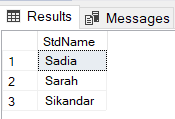 Results Messages
StdName
1 Sadia
2 Sarah
3 Sikandar